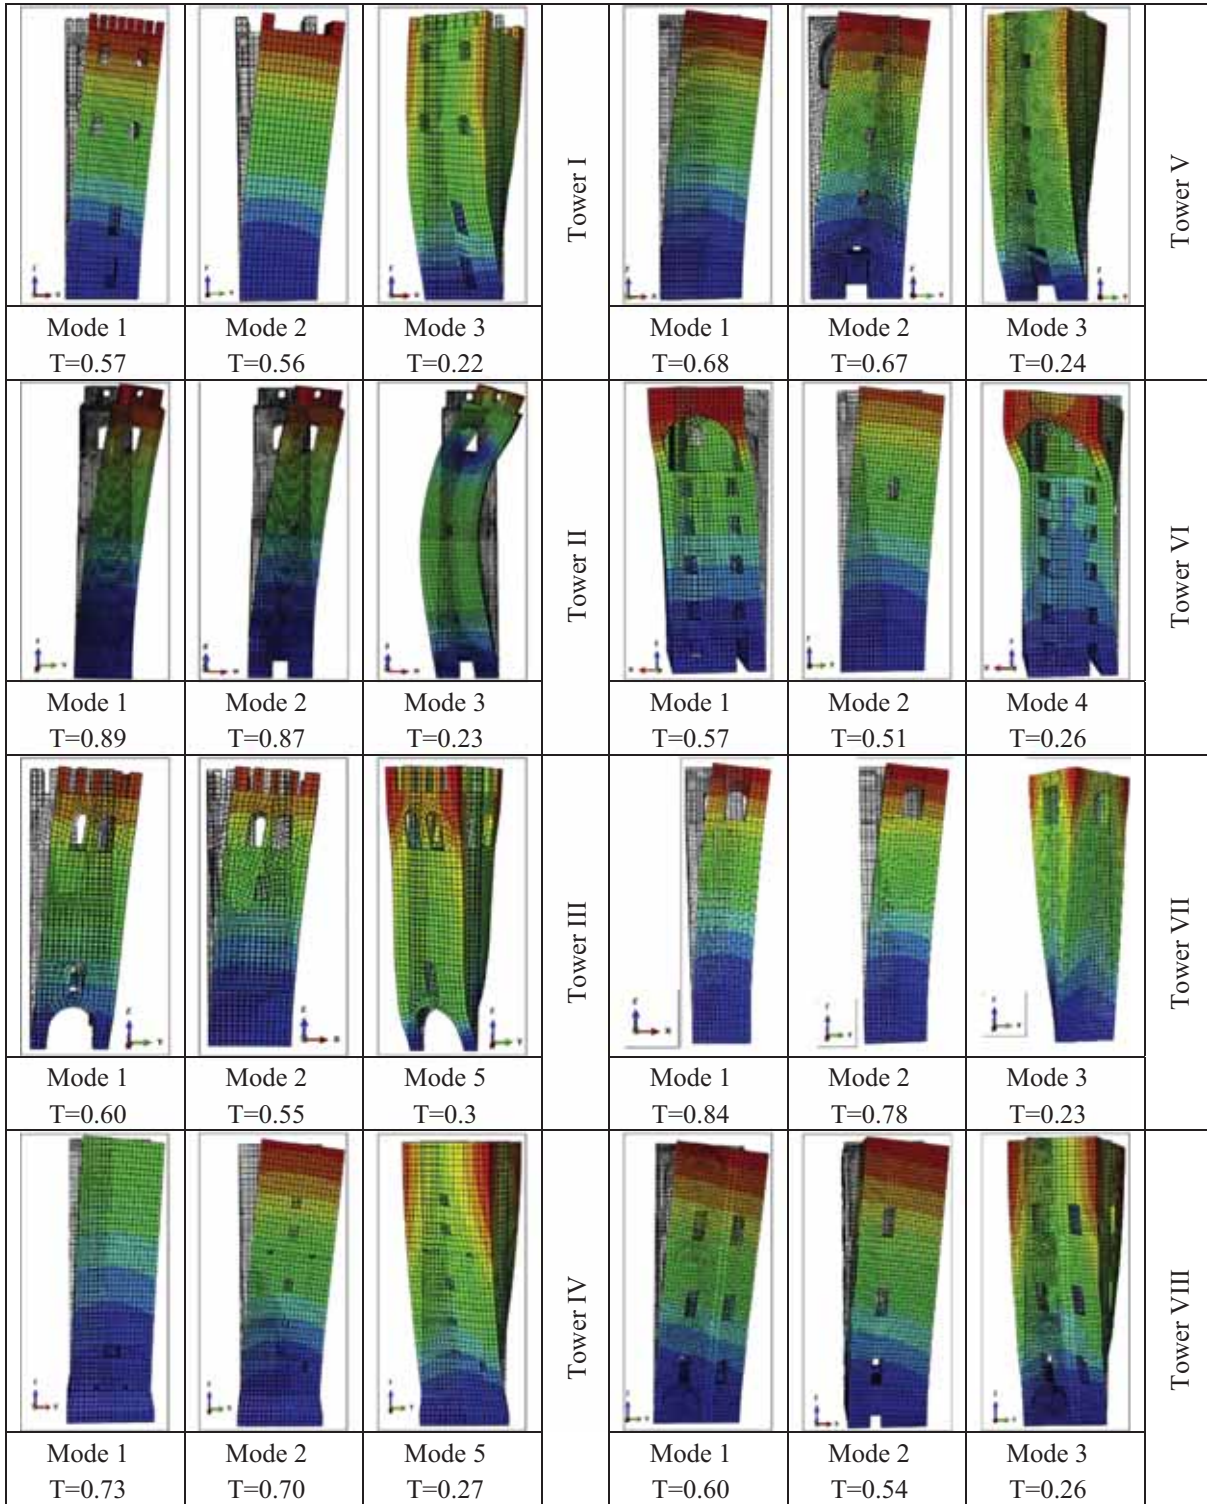 Mode 1
T=0.57
Mode 2
T=0.56
Mode 3
T=0.22
Tower I
Mode 1
T=0.68
Mode 2
T=0.67
Mode 3
T=0.24
Tower V
Mode 1
T=0.89
Mode 2
T=0.87
Mode 3
T=0.23
Tower II
Mode 1
T=0.57
Mode 2
T=0.51
Mode 4
T=0.26
Tower VI
Mode 1
T=0.60
Mode 2
T=0.55
Mode 5
T=0.3
Tower III
Mode 1
T=0.84
Mode 2
T=0.78
Mode 3
T=0.23
Tower VII
Mode 1
T=0.73
Mode 2
T=0.70
Mode 5
T=0.27
Tower IV
Mode 1
T=0.60
Mode 2
T=0.54
Mode 3
T=0.26
Tower VIII